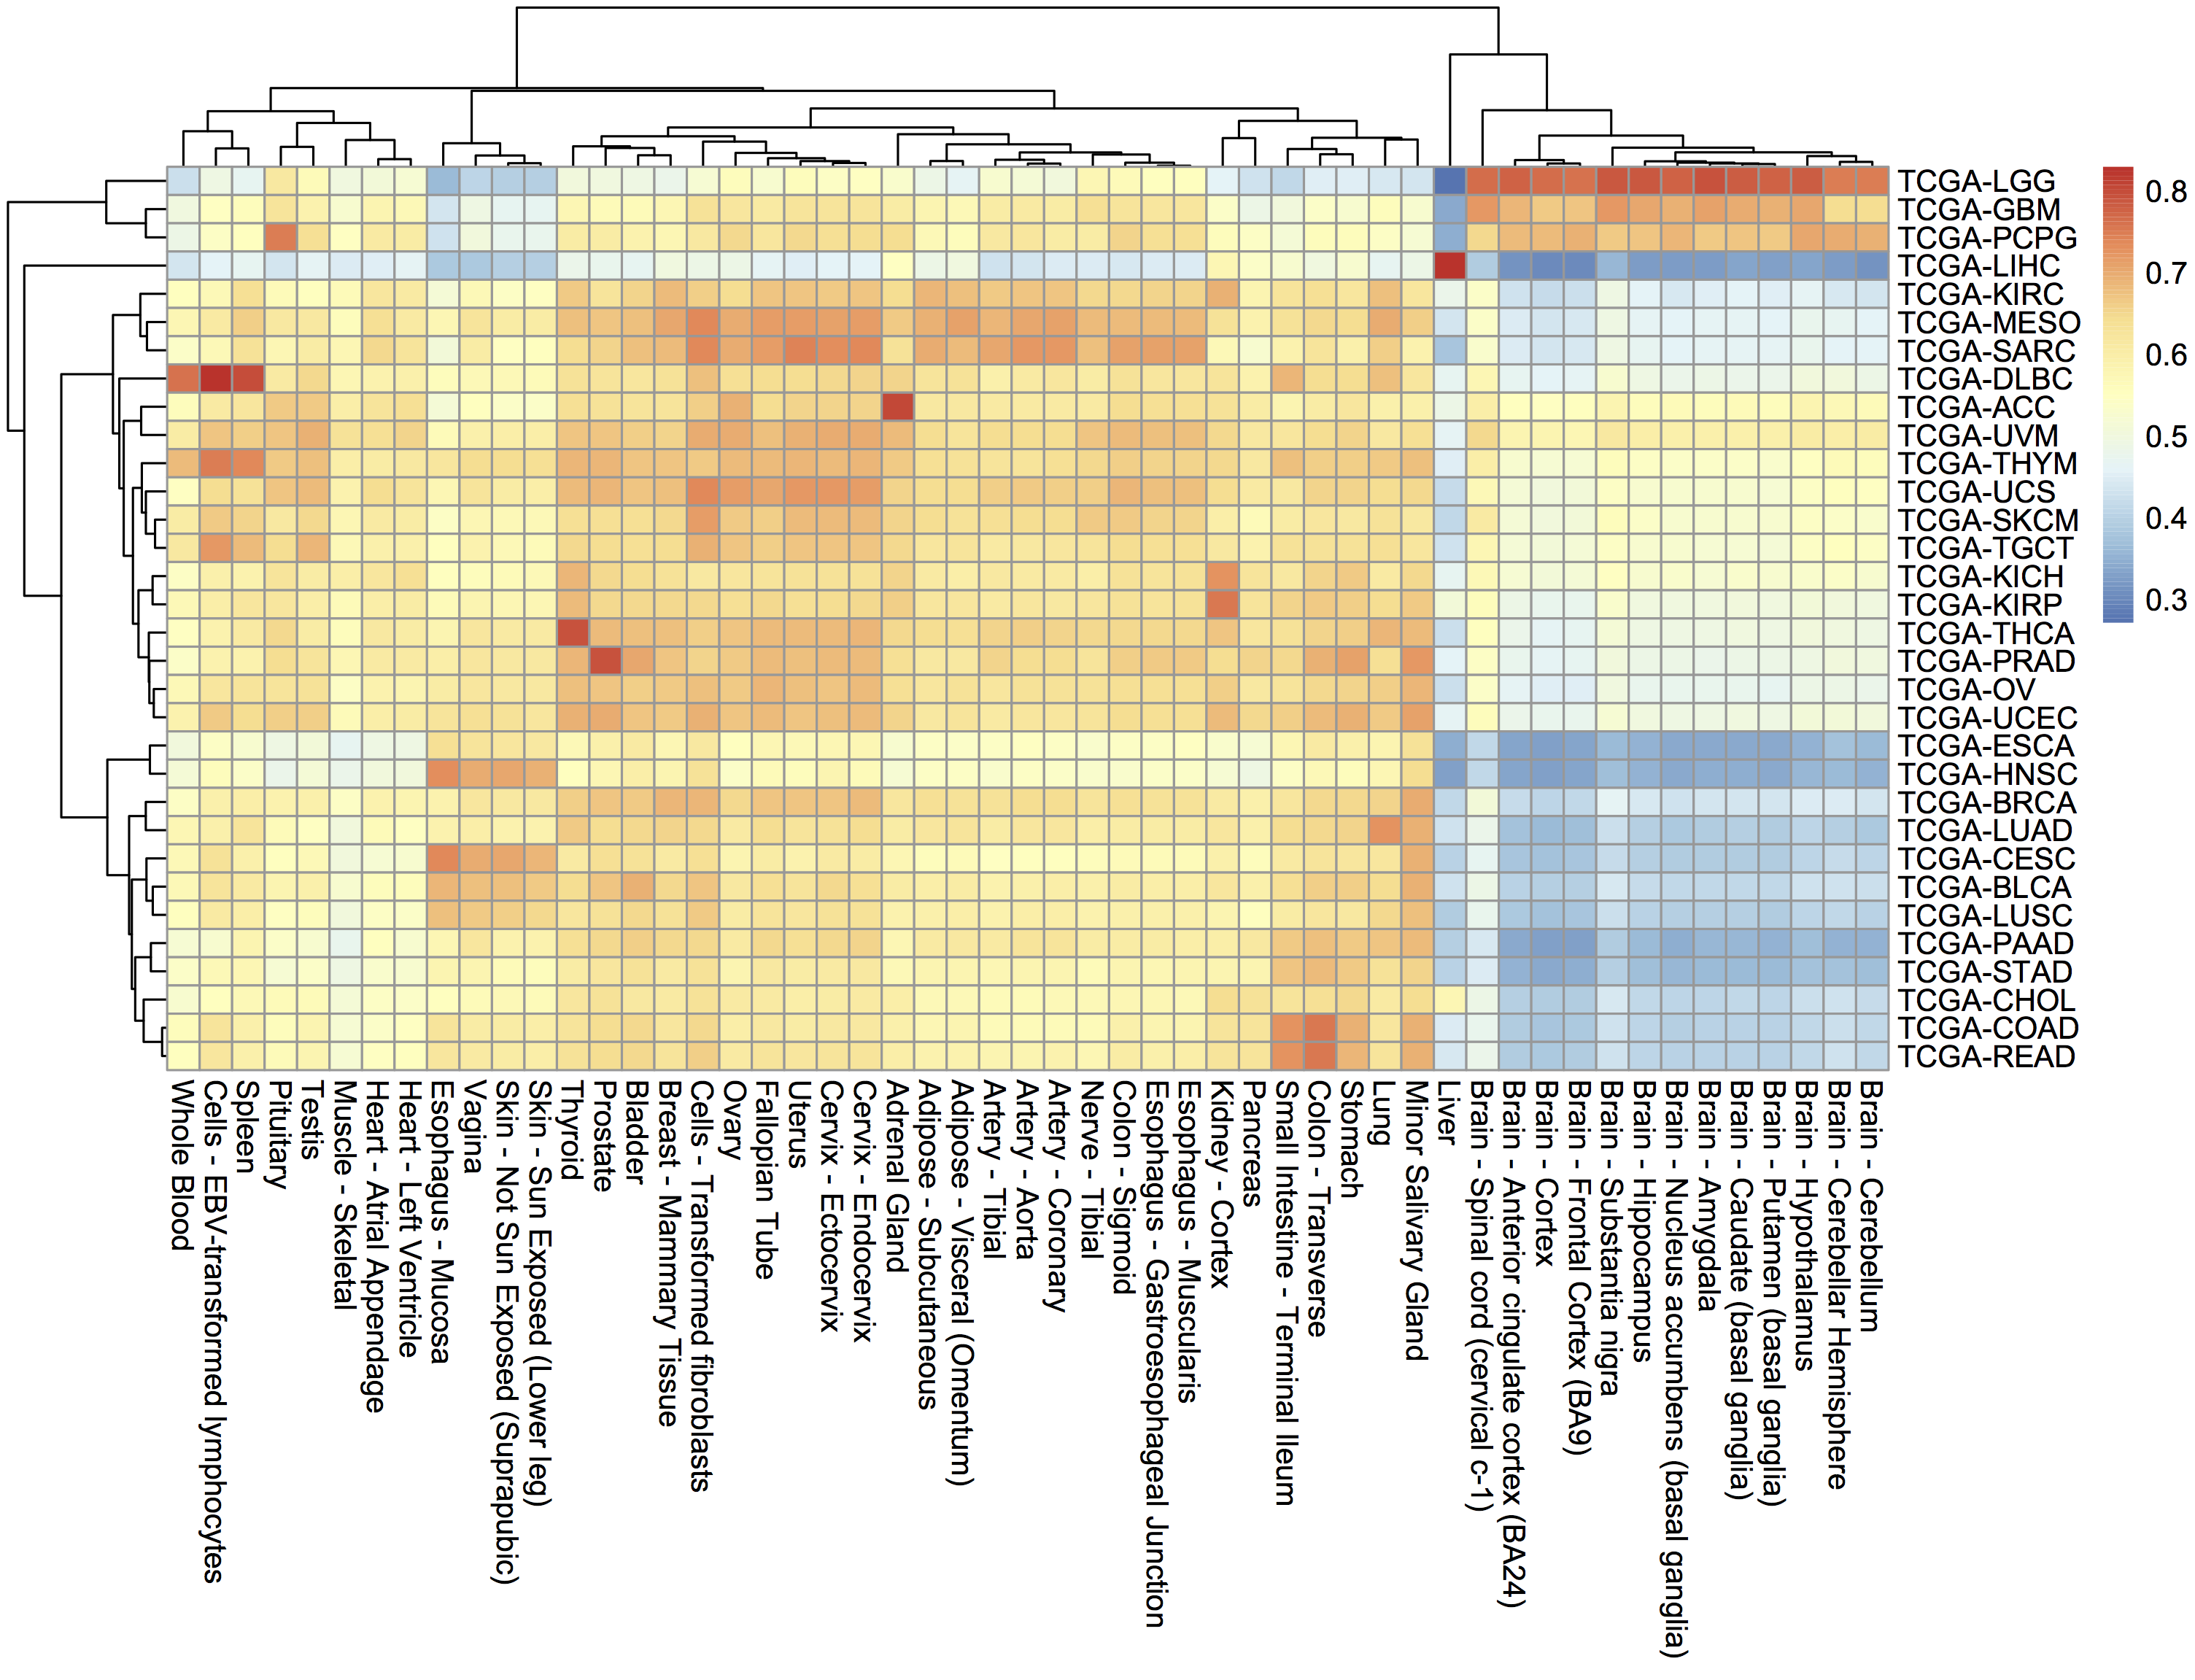 TCGA-LGG
TCGA-GBM
TCGA-PCPG
TCGA-LIHC
TCGA-KIRC
TCGA-MESO
TCGA-SARC
TCGA-DLBC
TCGA-ACC
TCGA-UVM
TCGA-THYM
TCGA-UCS
TCGA-SKCM
TCGA-TGCT
TCGA-KICH
TCGA-KIRP
TCGA-THCA
TCGA-PRAD
TCGA-OV
TCGA-UCEC
TCGA-ESCA
TCGA-HNSC
TCGA-BRCA
TCGA-LUAD
TCGA-CESC
TCGA-BLCA
TCGA-LUSC
TCGA-PAAD
TCGA-STAD
TCGA-CHOL
TCGA-COAD
TCGA-READ
0.8
0.7
0.6
0.5
0.4
0.3
Whole Blood
Cells - EBV-transformed lymphocytes
Spleen
Pituitary
Testis
Muscle - Skeletal
Heart - Atrial Appendage
Heart - Left Ventricle
Esophagus - Mucosa
Vagina
Skin - Not Sun Exposed (Suprapubic)
Skin - Sun Exposed (Lower leg)
Thyroid
Prostate
Bladder
Breast - Mammary Tissue
Cells - Transformed fibroblasts
Ovary
Fallopian Tube
Uterus
Cervix - Ectocervix
Cervix - Endocervix
Adrenal Gland
Adipose - Subcutaneous
Adipose - Visceral (Omentum)
Artery - Tibial
Artery - Aorta
Artery - Coronary
Nerve - Tibial
Colon - Sigmoid
Esophagus - Gastroesophageal Junction
Esophagus - Muscularis
Kidney - Cortex
Pancreas
Small Intestine - Terminal Ileum
Colon - Transverse
Stomach
Lung
Minor Salivary Gland
Liver
Brain - Spinal cord (cervical c-1)
Brain - Anterior cingulate cortex (BA24)
Brain - Cortex
Brain - Frontal Cortex (BA9)
Brain - Substantia nigra
Brain - Hippocampus
Brain - Nucleus accumbens (basal ganglia)
Brain - Amygdala
Brain - Caudate (basal ganglia)
Brain - Putamen (basal ganglia)
Brain - Hypothalamus
Brain - Cerebellar Hemisphere
Brain - Cerebellum